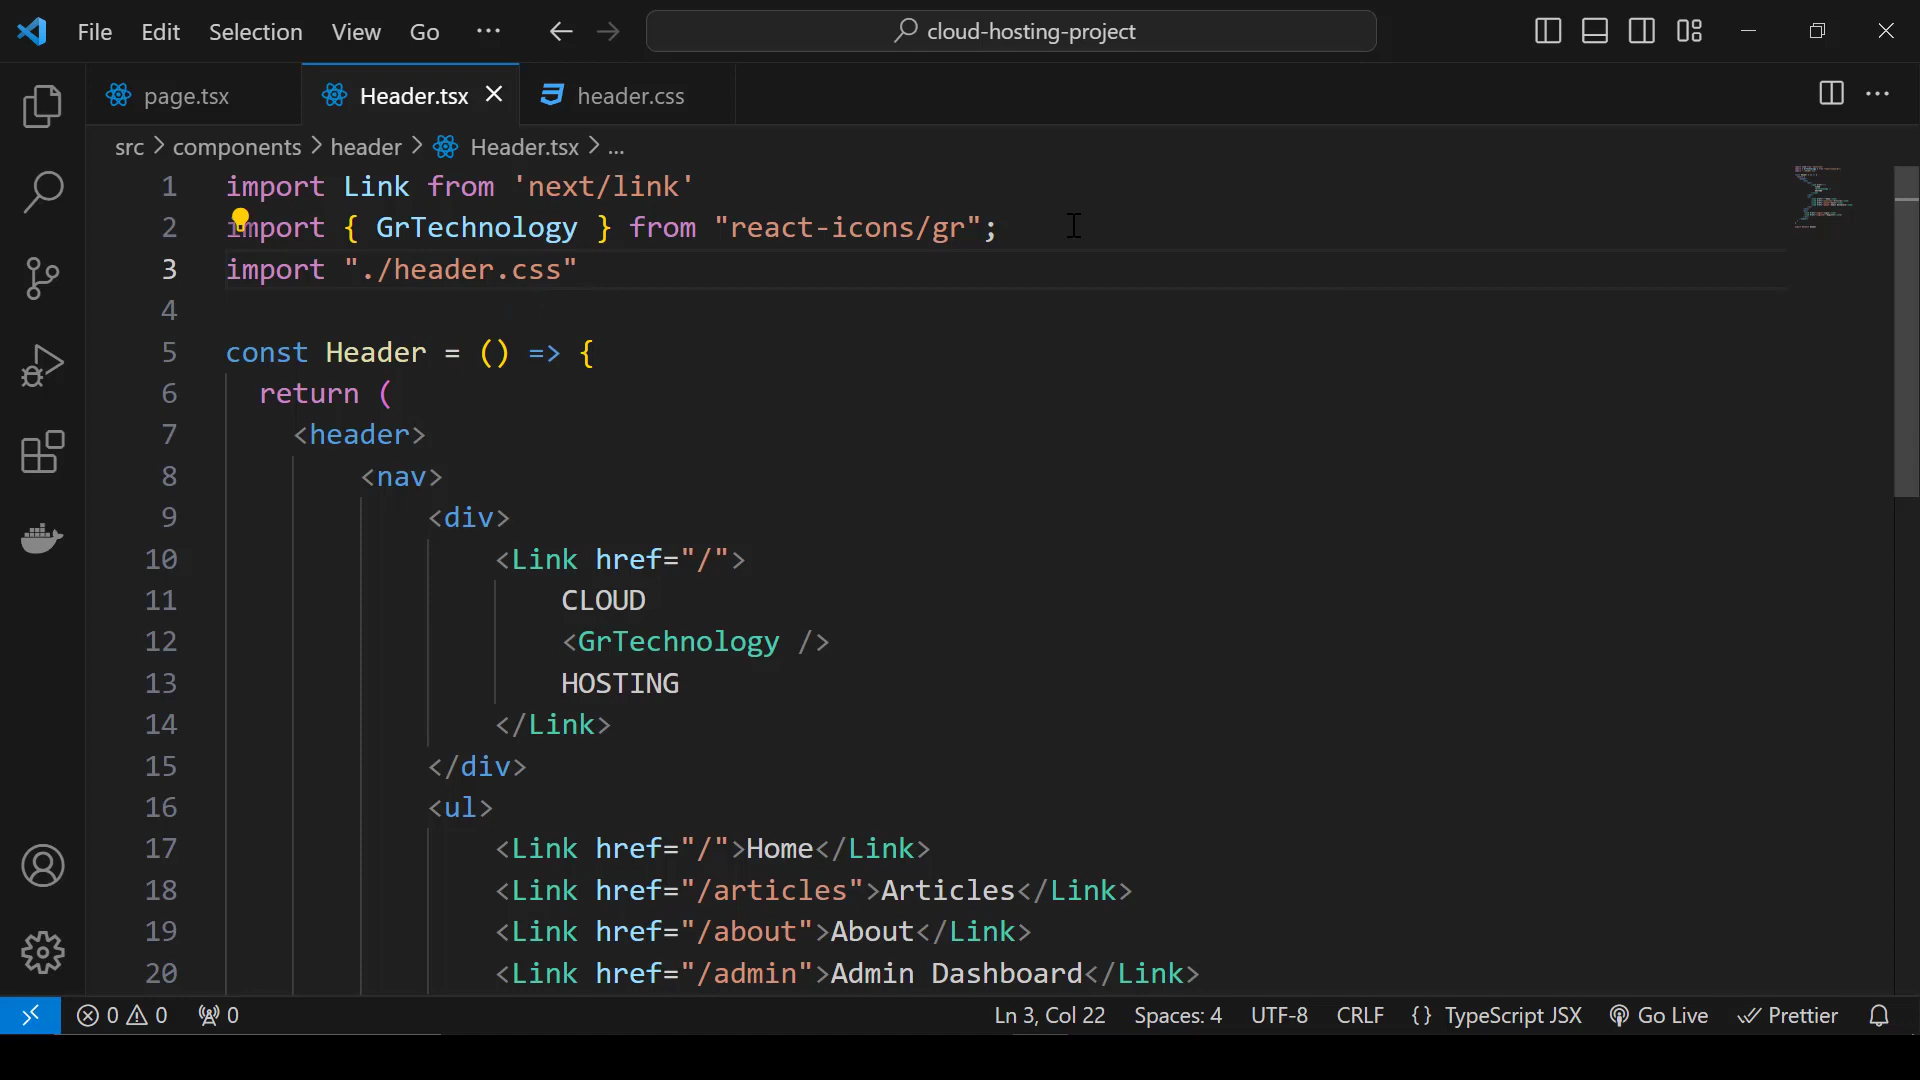 File Edit Selection View Go ··· cloud-hosting-project
page.tsx Header.tsx header.css
src > components > header > Header.tsx > ...
1 import Link from 'next/link'
2 import { GrTechnology } from "react-icons/gr";
3 import "./header.css"
4
5 const Header = () => {
6 return (
7 <header>
8 <nav>
9 <div>
10 <Link href="/">
11 CLOUD
12 <GrTechnology />
13 HOSTING
14 </Link>
15 </div>
16 <ul>
17 <Link href="/">Home</Link>
18 <Link href="/articles">Articles</Link>
19 <Link href="/about">About</Link>
20 <Link href="/admin">Admin Dashboard</Link>
0 0 0 Ln 3, Col 22 Spaces: 4 UTF-8 CRLF {} TypeScript JSX Go Live Prettier